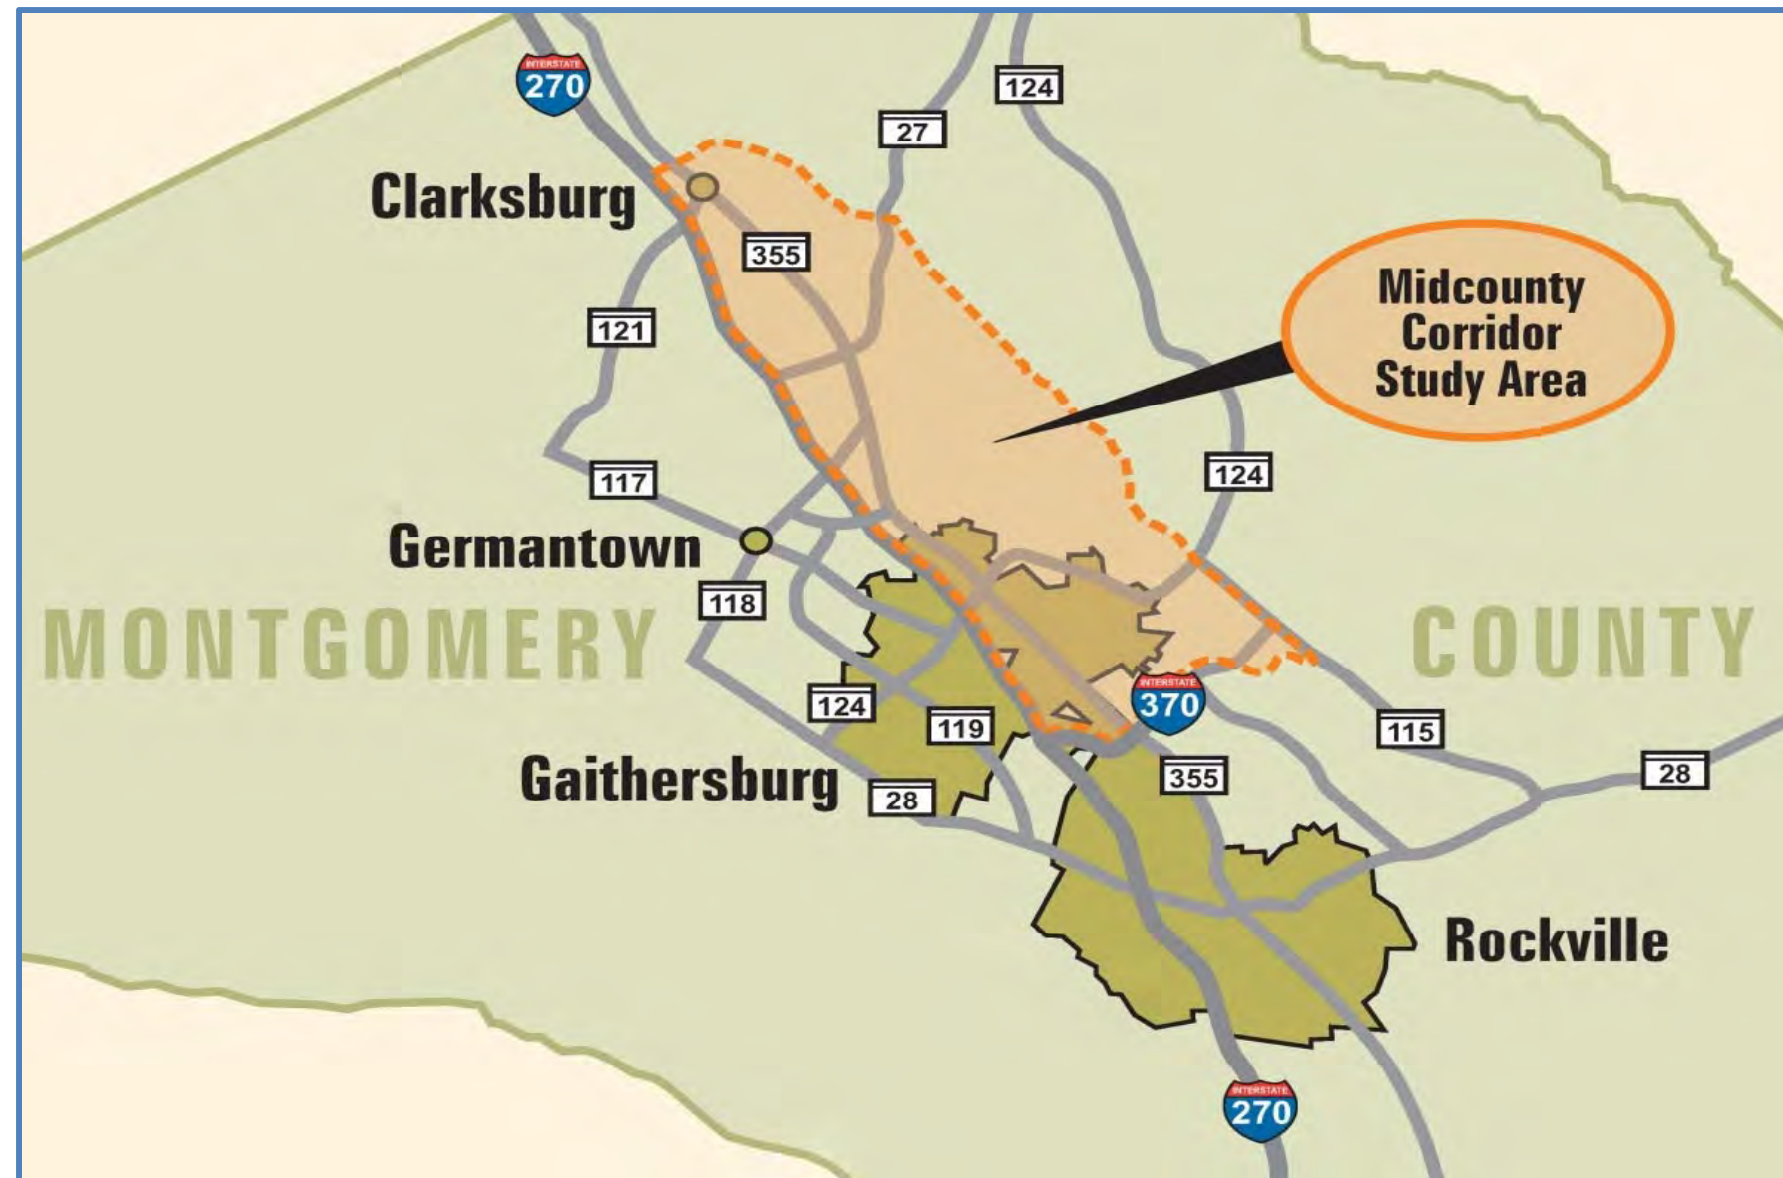 INTERSTATE
270
124
27
Clarksburg
355
Midcounty
Corridor
Study Area
121
124
117
Germantown
118
MONTGOMERY
COUNTY
INTERSTATE
370
124
119
115
Gaithersburg
355
28
28
Rockville
INTERSTATE
270